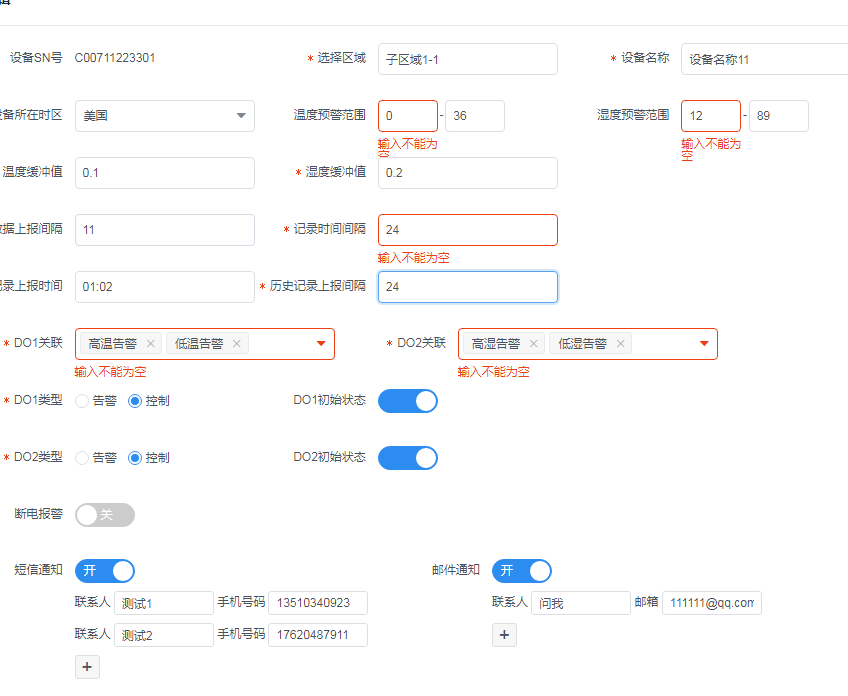 设备SN号 C00711223301 * 选择区域 子区域1-1 * 设备名称 设备名称11
设备所在时区 美国 温度预警范围 0 - 36 湿度预警范围 12 - 89
输入不能为空 输入不能为空
温度缓冲值 0.1 * 湿度缓冲值 0.2
数据上报间隔 11 * 记录时间间隔 24
输入不能为空
记录上报时间 01:02 * 历史记录上报间隔 24
* DO1关联 高温告警 × 低温告警 × * DO2关联 高湿告警 × 低湿告警 ×
输入不能为空 输入不能为空
* DO1类型 告警 控制 DO1初始状态
* DO2类型 告警 控制 DO2初始状态
断电报警 关
短信通知 开 邮件通知 开
联系人 测试1 手机号码 13510340923 联系人 问我 邮箱 111111@qq.com
联系人 测试2 手机号码 17620487911 +
+